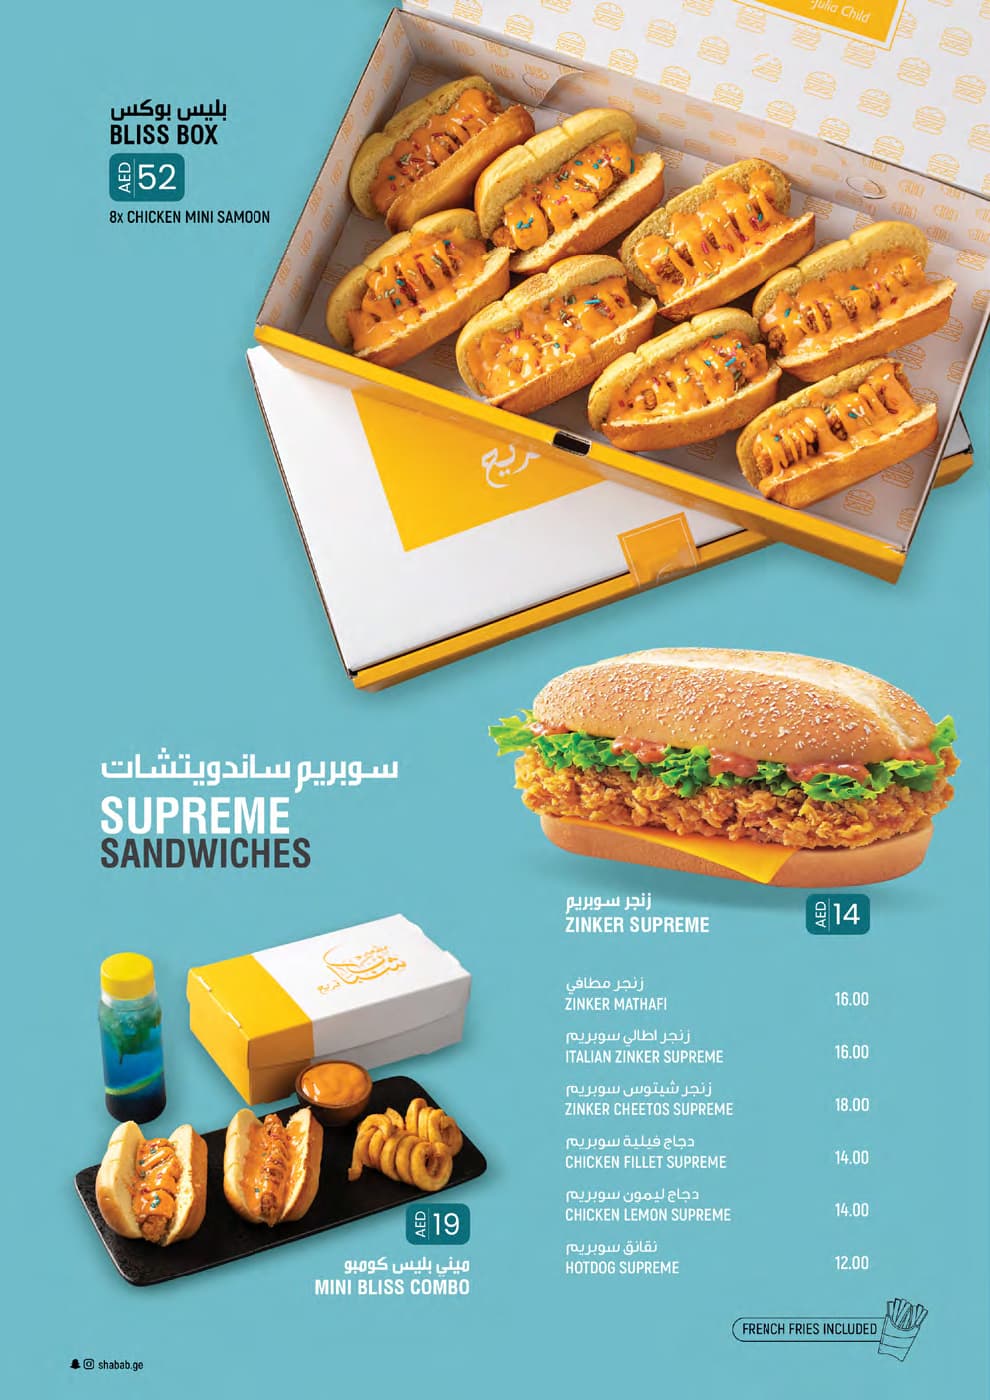 -Julia Child
بليس بوكس
BLISS BOX
AED 52
8x CHICKEN MINI SAMOON
سوبريم ساندويتشات
SUPREME
SANDWICHES
زنجر سوبريم
ZINKER SUPREME
AED 14
زنجر مطافي
ZINKER MATHAFI
16.00
زنجر اطالي سوبريم
ITALIAN ZINKER SUPREME
16.00
زنجر شيتوس سوبريم
ZINKER CHEETOS SUPREME
18.00
دجاج فيلية سوبريم
CHICKEN FILLET SUPREME
14.00
دجاج ليمون سوبريم
CHICKEN LEMON SUPREME
14.00
نقانق سوبريم
HOTDOG SUPREME
12.00
AED 19
ميني بليس كومبو
MINI BLISS COMBO
FRENCH FRIES INCLUDED
shabab.ge